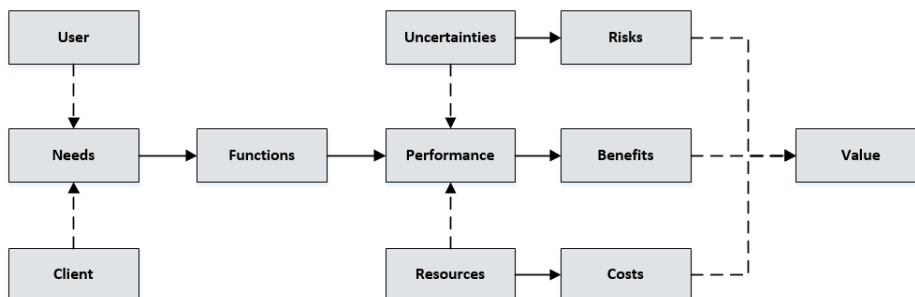 User
Uncertainties
Risks
Needs
Functions
Performance
Benefits
Value
Client
Resources
Costs